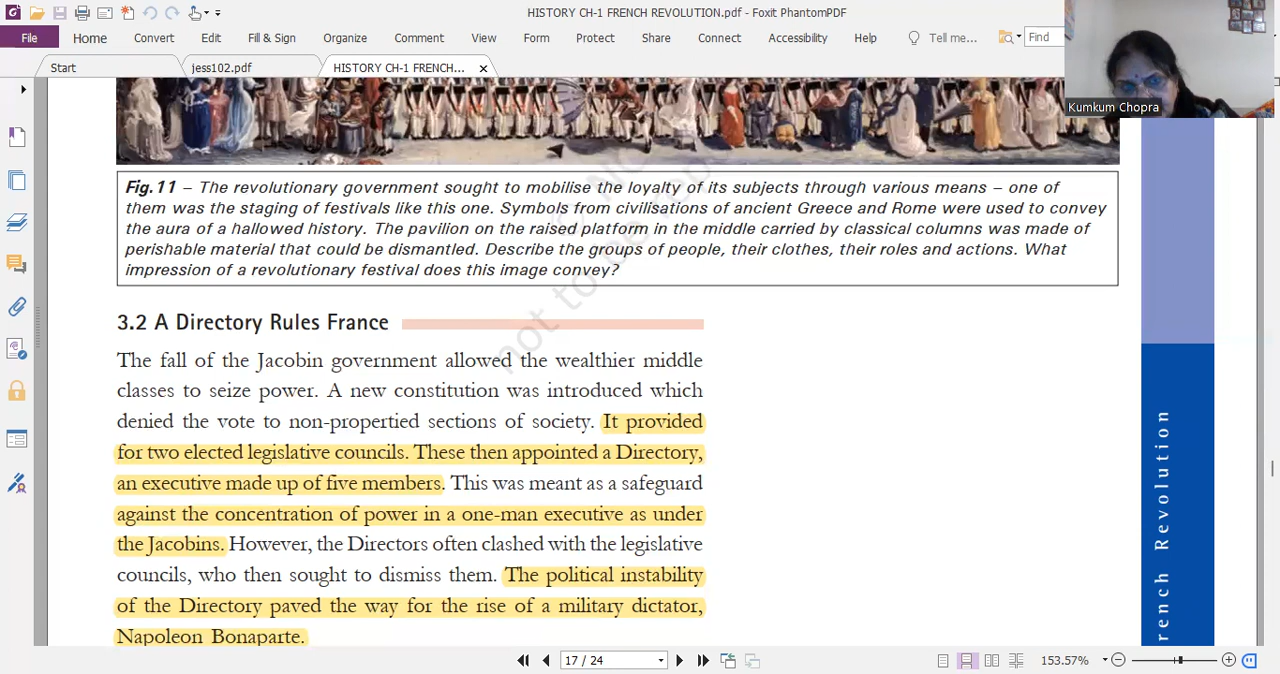 HISTORY CH-1 FRENCH REVOLUTION.pdf - Foxit PhantomPDF
File Home Convert Edit Fill & Sign Organize Comment View Form Protect Share Connect Accessibility Help Tell me... Find
Start jess102.pdf HISTORY CH-1 FRENCH...
Kumkum Chopra
Fig.11 – The revolutionary government sought to mobilise the loyalty of its subjects through various means – one of
them was the staging of festivals like this one. Symbols from civilisations of ancient Greece and Rome were used to convey
the aura of a hallowed history. The pavilion on the raised platform in the middle carried by classical columns was made of
perishable material that could be dismantled. Describe the groups of people, their clothes, their roles and actions. What
impression of a revolutionary festival does this image convey?
3.2 A Directory Rules France
The fall of the Jacobin government allowed the wealthier middle
classes to seize power. A new constitution was introduced which
denied the vote to non-propertied sections of society. It provided
for two elected legislative councils. These then appointed a Directory,
an executive made up of five members. This was meant as a safeguard
against the concentration of power in a one-man executive as under
the Jacobins. However, the Directors often clashed with the legislative
councils, who then sought to dismiss them. The political instability
of the Directory paved the way for the rise of a military dictator,
Napoleon Bonaparte.
not to be rep
rench Revolution
17 / 24
153.57%